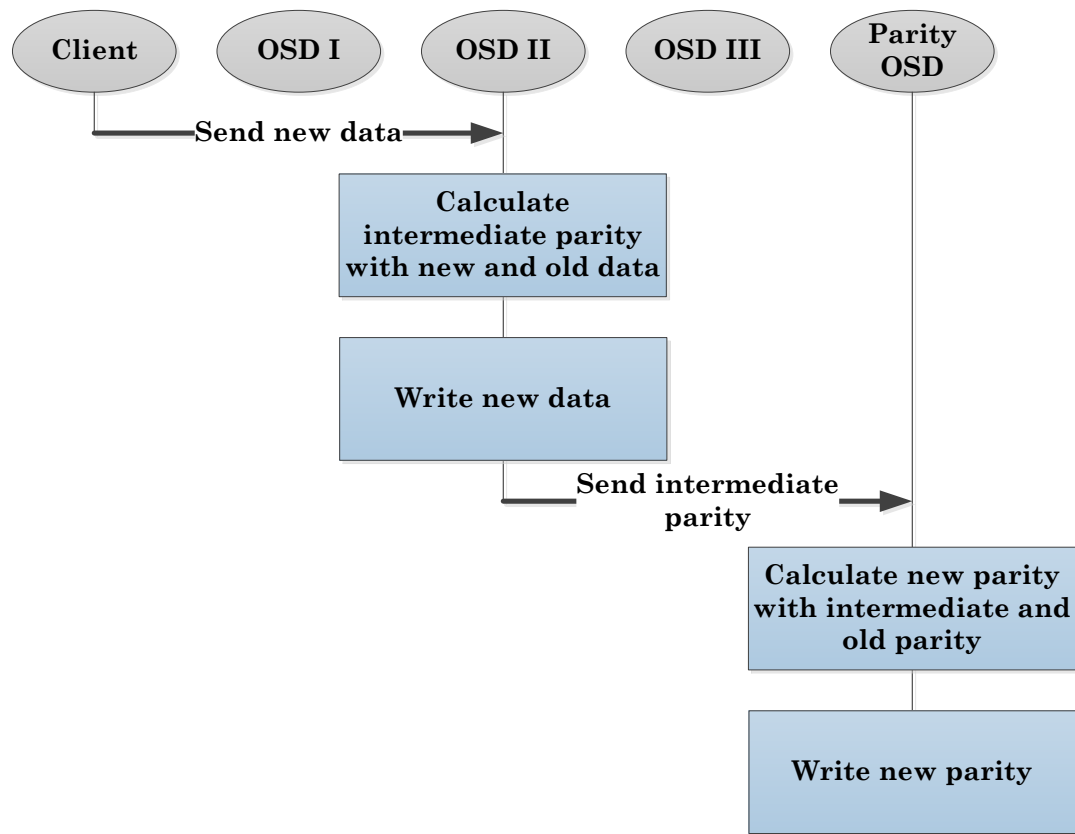 Client
OSD I
OSD II
OSD III
Parity
OSD
Send new data
Calculate
intermediate parity
with new and old data
Write new data
Send intermediate
parity
Calculate new parity
with intermediate and
old parity
Write new parity